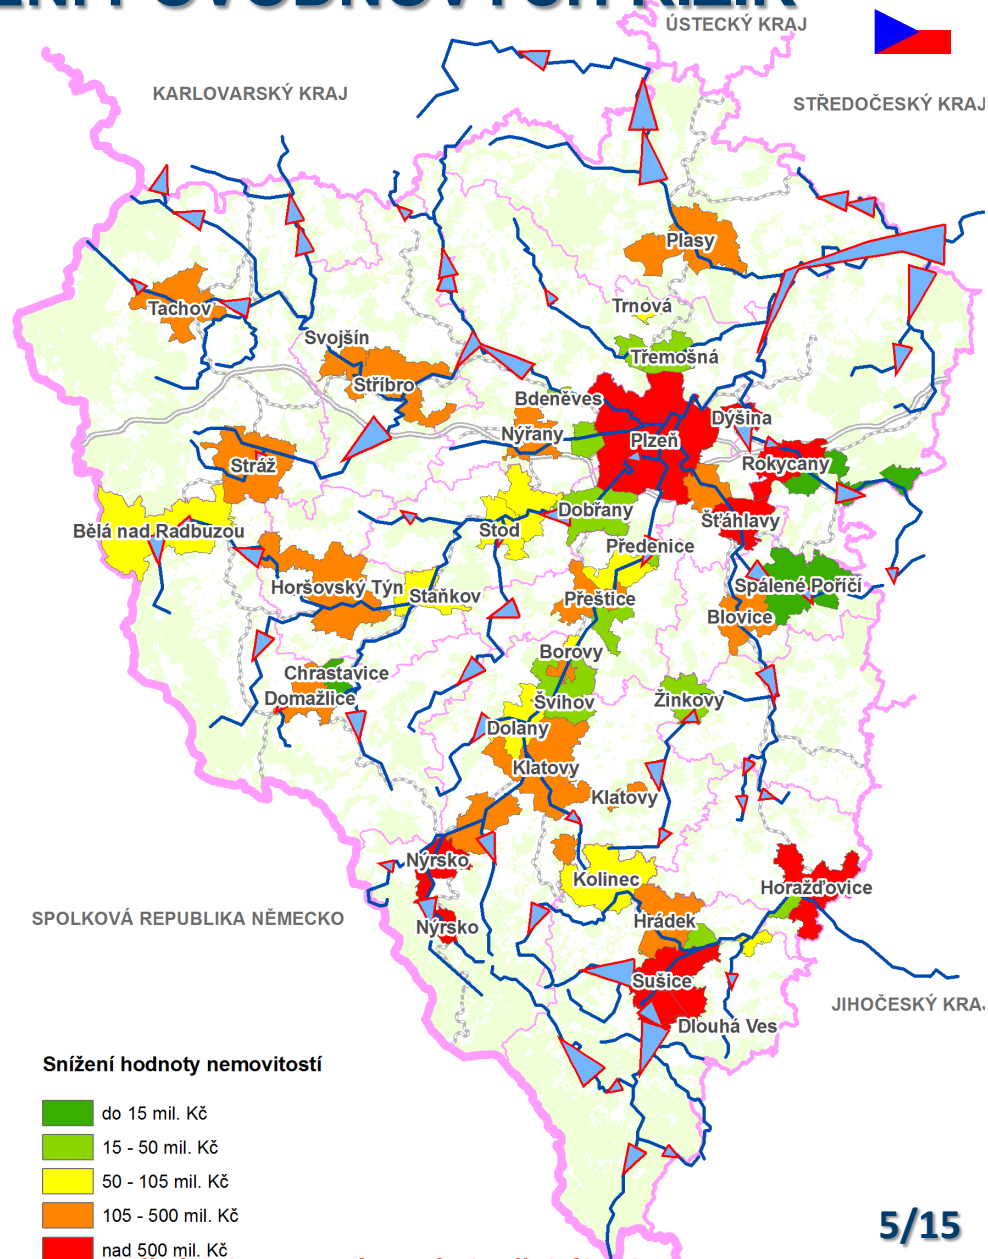 ÚSTECKÝ KRAJ
KARLOVARSKÝ KRAJ
STŘEDOČESKÝ KRAJ
Plasy
Trnová
Tachov
Svojšín
Třemošná
Stříbro
Bdeněves
Dýšina
Nýřany
Plzeň
Stráž
Rokycany
Dobřany
Šťáhlavy
Bělá nad Radbuzou
Stod
Předenice
Horšovský Týn
Staňkov
Přeštice
Spálené Poříčí
Blovice
Borovy
Chrastavice
Domažlice
Švihov
Žinkovy
Dolany
Klatovy
Klatovy
Nýrsko
Kolinec
Horažďovice
SPOLKOVÁ REPUBLIKA NĚMECKO
Nýrsko
Hrádek
Sušice
JIHOČESKÝ KRAJ
Dlouhá Ves
Snížení hodnoty nemovitostí
do 15 mil. Kč
15 - 50 mil. Kč
50 - 105 mil. Kč
105 - 500 mil. Kč
nad 500 mil. Kč
5/15